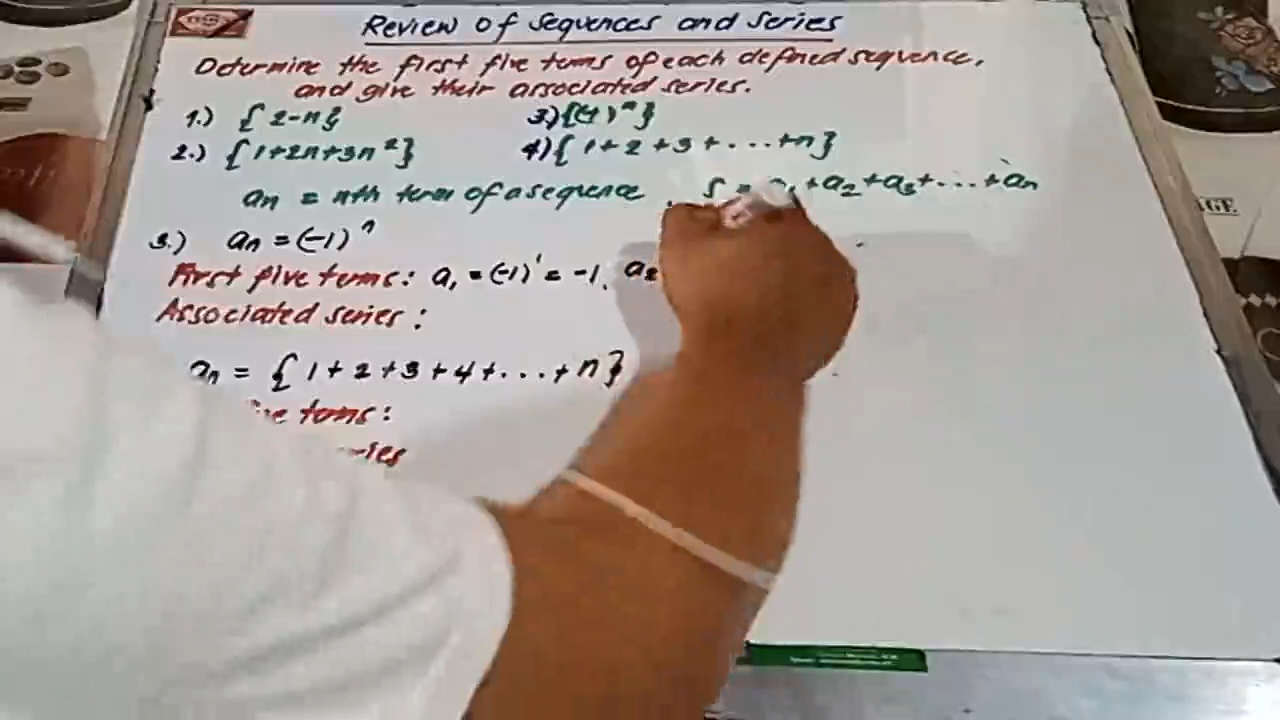 Review of Sequences and Series
Determine the first five terms of each defined sequence,
and give their associated series.
1.) {2-n}
3) {(-1)ⁿ}
2.) {1+2n+3n²}
4) {1+2+3+...+n}
an = nth term of a sequence
+a₂+a₃+...+an
3.) an = (-1)ⁿ
First five terms: a₁ = (-1)¹ = -1, a₂
Associated series:
an = {1+2+3+4+...+n}
terms: